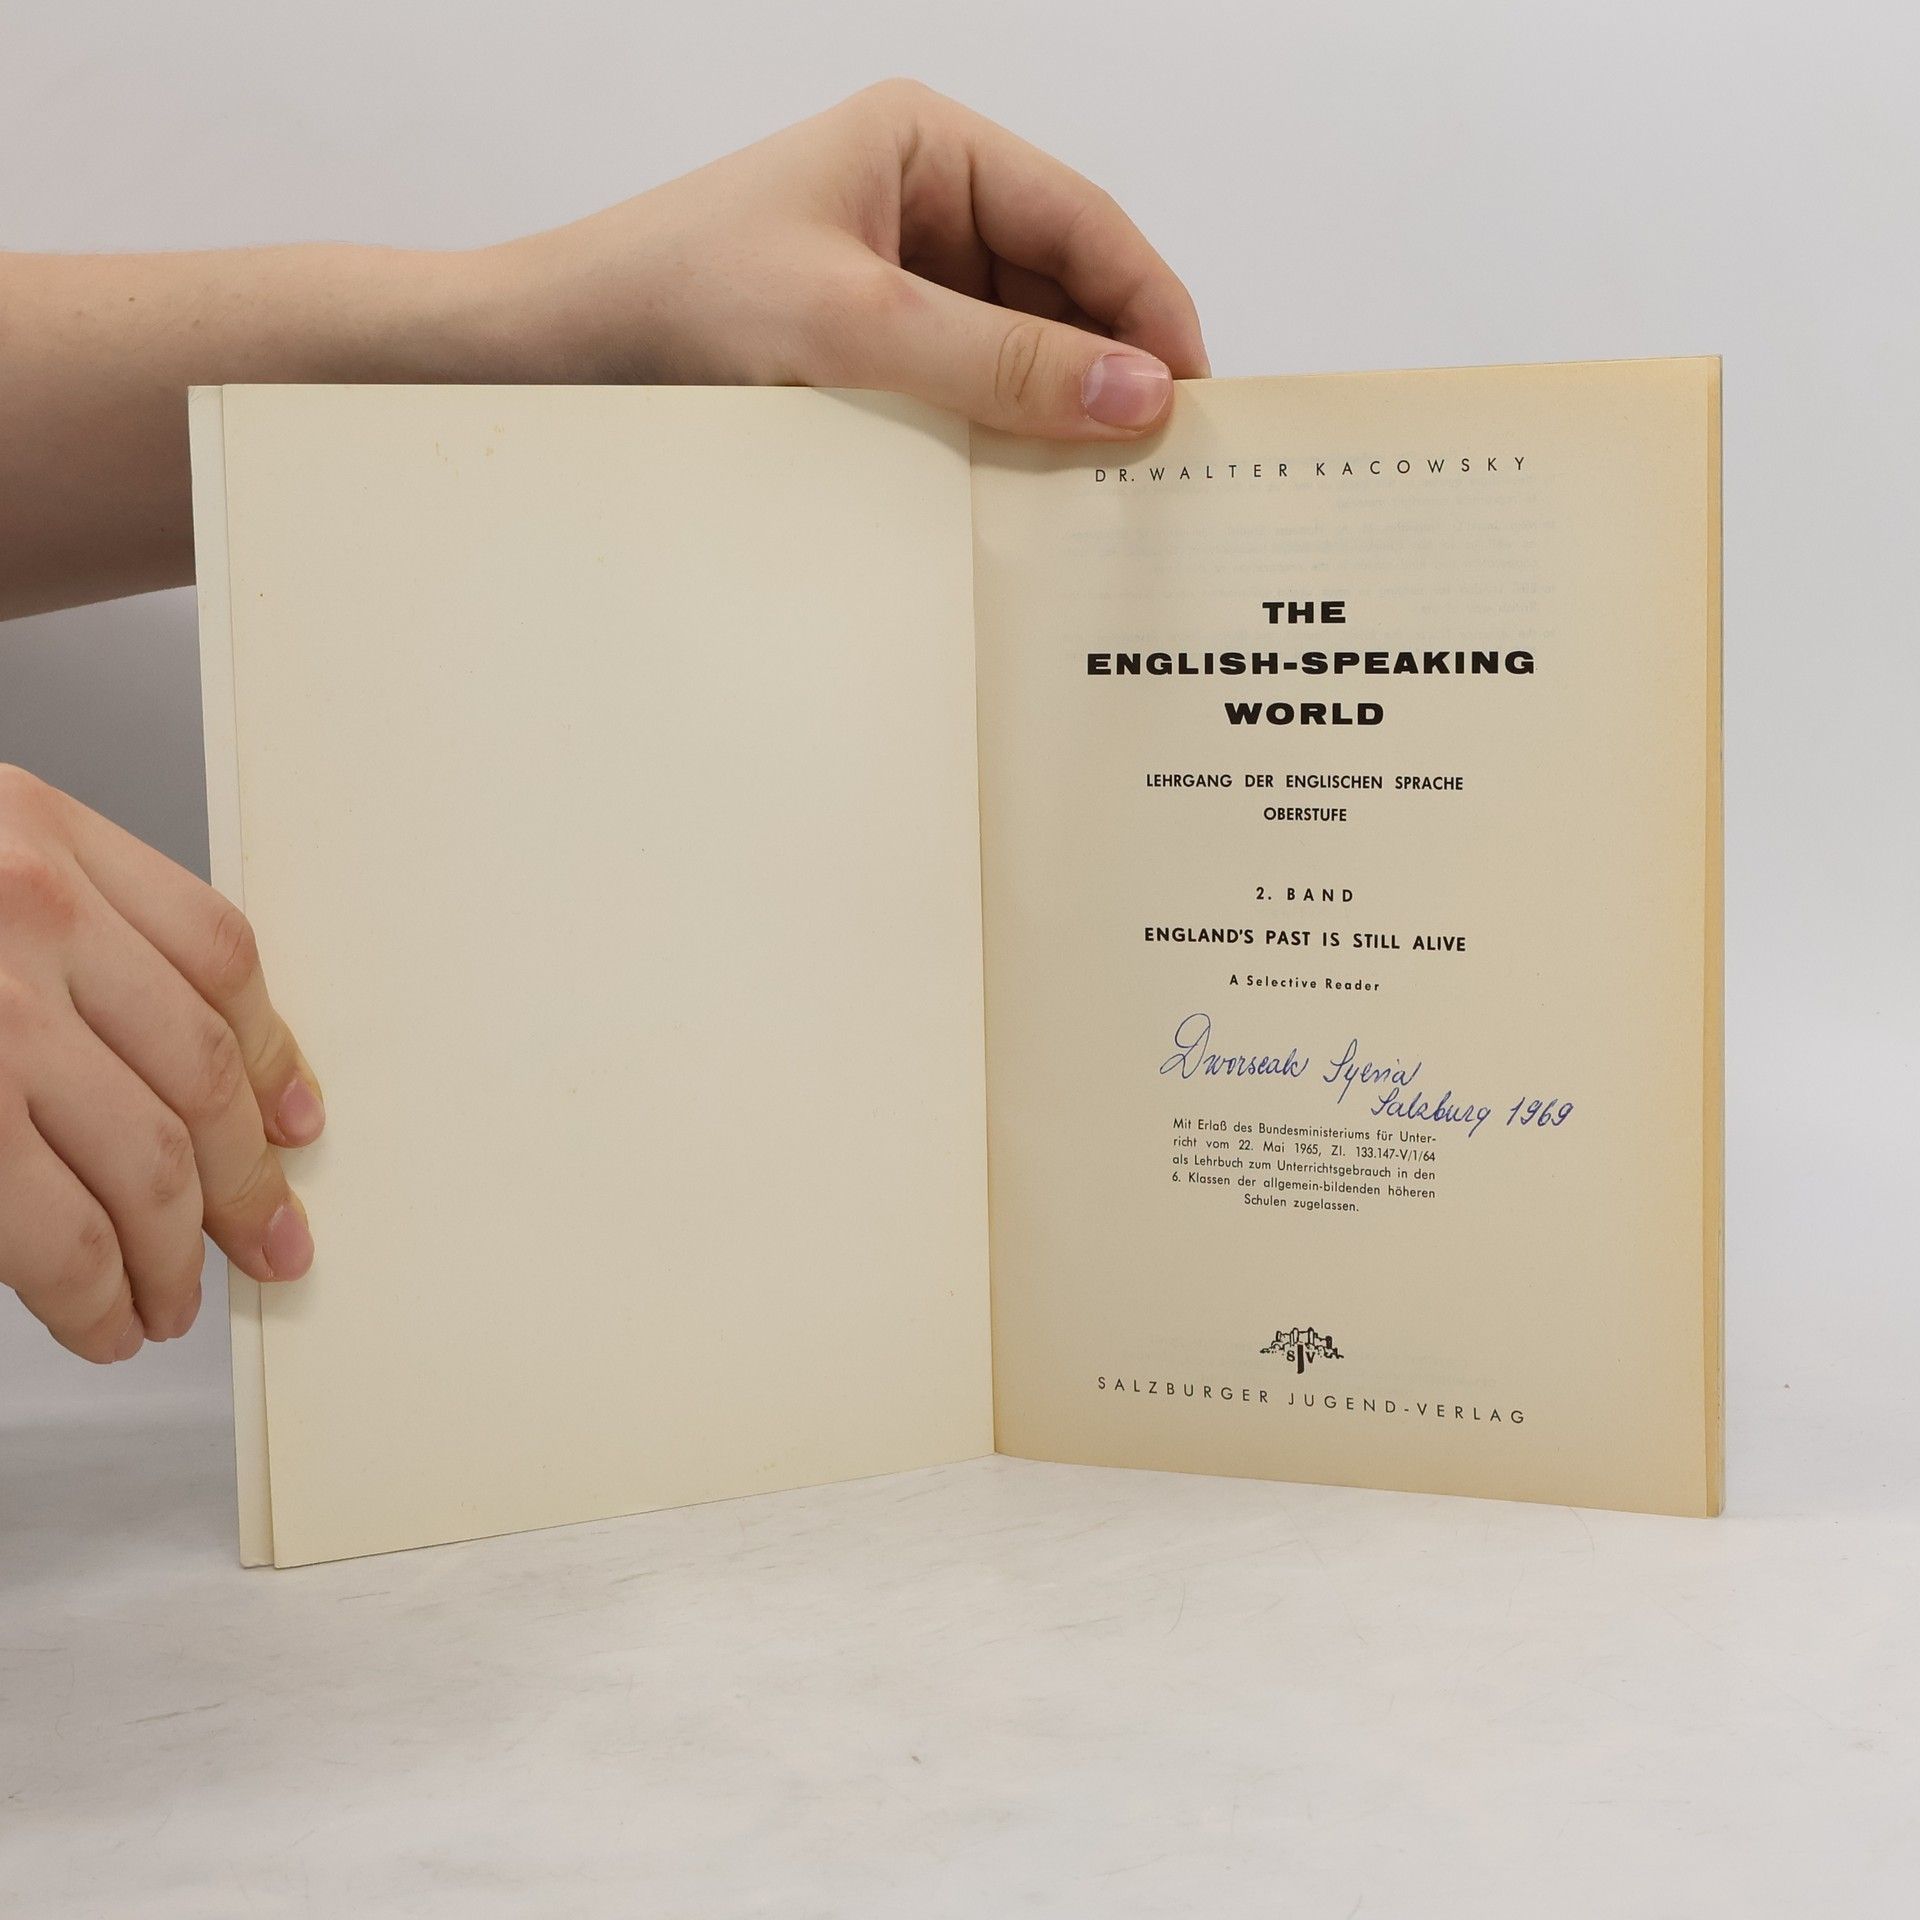 DR. WALTER KACOWSKY
THE
ENGLISH-SPEAKING
WORLD
LEHRGANG DER ENGLISCHEN SPRACHE
OBERSTUFE
2. BAND
ENGLAND'S PAST IS STILL ALIVE
A Selective Reader
Salzburg 1969
Mit Erlaß des Bundesministeriums für Unter-
richt vom 22. Mai 1965, Zl. 133.147-V/1/64
als Lehrbuch zum Unterrichtsgebrauch in den
6. Klassen der allgemein-bildenden höheren
Schulen zugelassen.
SJV
SALZBURGER JUGEND-VERLAG